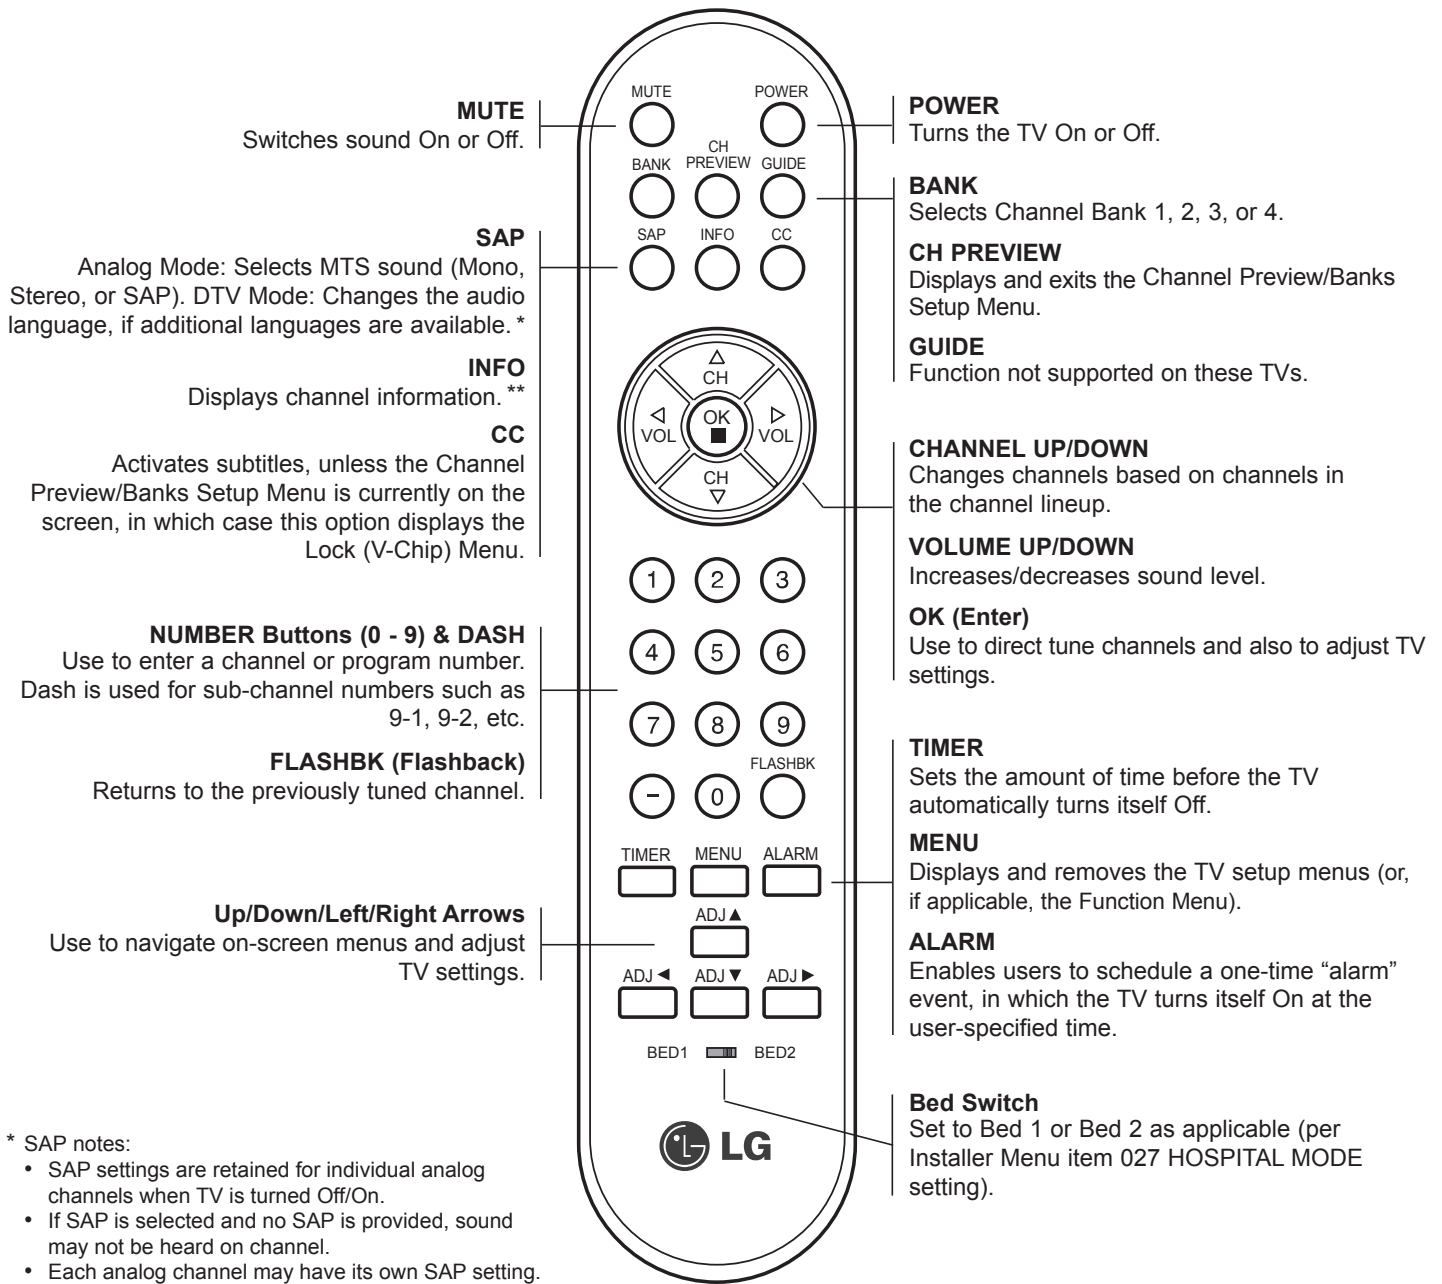 MUTE
Switches sound On or Off.
SAP
Analog Mode: Selects MTS sound (Mono,
Stereo, or SAP). DTV Mode: Changes the audio
language, if additional languages are available. *
INFO
Displays channel information. **
CC
Activates subtitles, unless the Channel
Preview/Banks Setup Menu is currently on the
screen, in which case this option displays the
Lock (V-Chip) Menu.
NUMBER Buttons (0 - 9) & DASH
Use to enter a channel or program number.
Dash is used for sub-channel numbers such as
9-1, 9-2, etc.
FLASHBK (Flashback)
Returns to the previously tuned channel.
Up/Down/Left/Right Arrows
Use to navigate on-screen menus and adjust
TV settings.
* SAP notes:
• SAP settings are retained for individual analog
channels when TV is turned Off/On.
• If SAP is selected and no SAP is provided, sound
may not be heard on channel.
• Each analog channel may have its own SAP setting.
MUTE POWER
BANK CH PREVIEW GUIDE
SAP INFO CC
△
CH
◁ VOL OK ■ ▷ VOL
CH
▽
1 2 3
4 5 6
7 8 9
FLASHBK
– 0
TIMER MENU ALARM
ADJ ▲
ADJ ◀ ADJ ▼ ADJ ▶
BED1 BED2
LG
POWER
Turns the TV On or Off.
BANK
Selects Channel Bank 1, 2, 3, or 4.
CH PREVIEW
Displays and exits the Channel Preview/Banks
Setup Menu.
GUIDE
Function not supported on these TVs.
CHANNEL UP/DOWN
Changes channels based on channels in
the channel lineup.
VOLUME UP/DOWN
Increases/decreases sound level.
OK (Enter)
Use to direct tune channels and also to adjust TV
settings.
TIMER
Sets the amount of time before the TV
automatically turns itself Off.
MENU
Displays and removes the TV setup menus (or,
if applicable, the Function Menu).
ALARM
Enables users to schedule a one-time “alarm”
event, in which the TV turns itself On at the
user-specified time.
Bed Switch
Set to Bed 1 or Bed 2 as applicable (per
Installer Menu item 027 HOSPITAL MODE
setting).